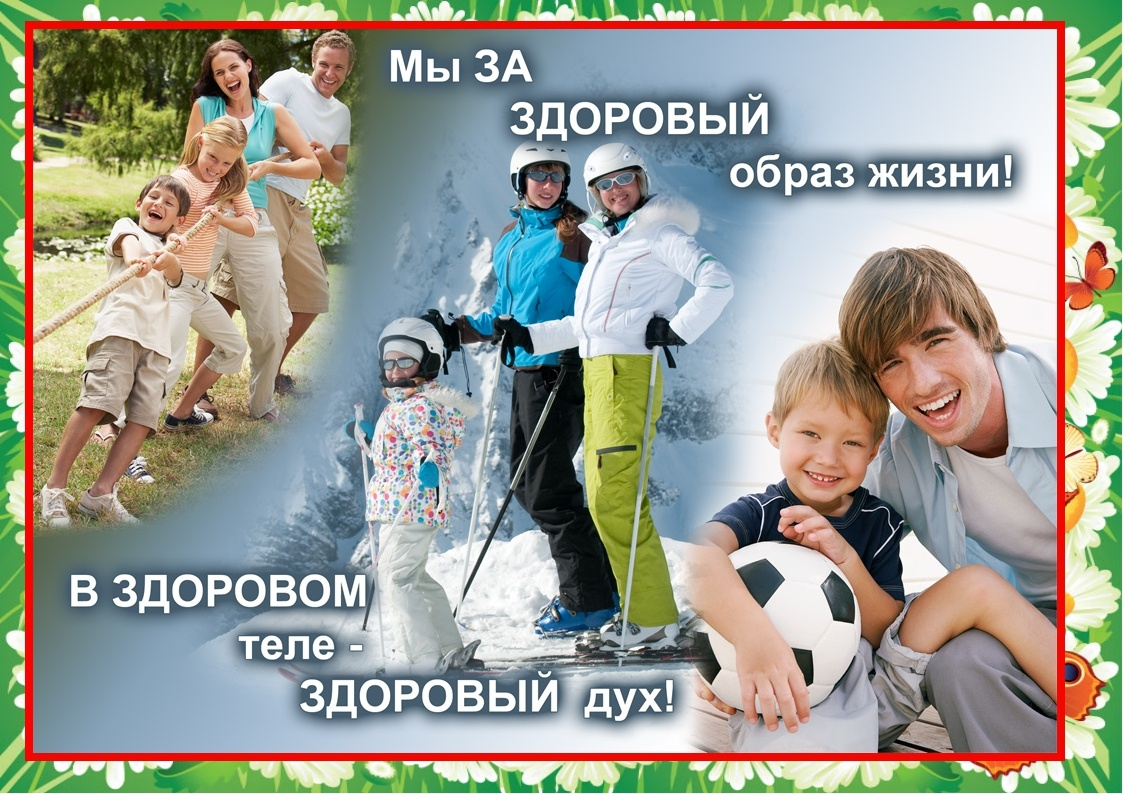 Мы ЗА
ЗДОРОВЫЙ
образ жизни!
В ЗДОРОВОМ
теле -
ЗДОРОВЫЙ дух!